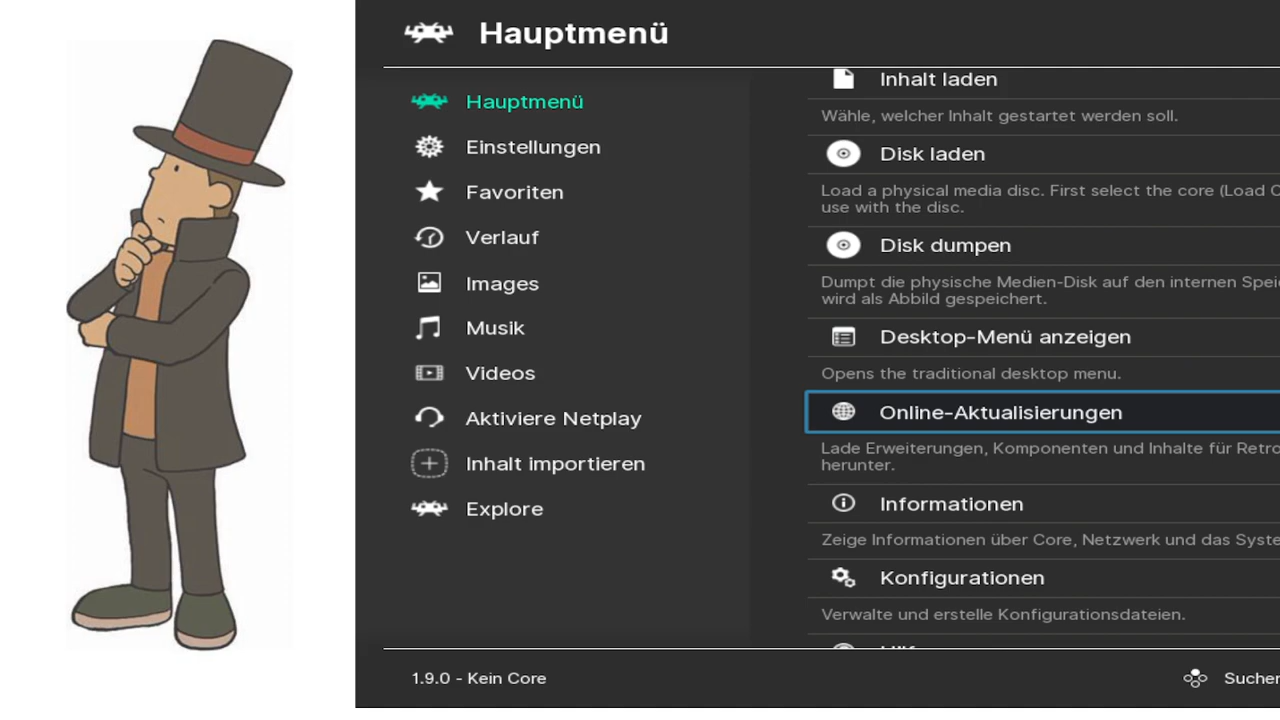 Hauptmenü
Hauptmenü
Einstellungen
Favoriten
Verlauf
Images
Musik
Videos
Aktiviere Netplay
Inhalt importieren
Explore
Inhalt laden
Wähle, welcher Inhalt gestartet werden soll.
Disk laden
Load a physical media disc. First select the core (Load
use with the disc.
Disk dumpen
Dumpt die physische Medien-Disk auf den internen
wird als Abbild gespeichert.
Desktop-Menü anzeigen
Opens the traditional desktop menu.
Online-Aktualisierungen
Lade Erweiterungen, Komponenten und Inhalte für
herunter.
Informationen
Zeige Informationen über Core, Netzwerk und das
Konfigurationen
Verwalte und erstelle Konfigurationsdateien.
1.9.0 - Kein Core